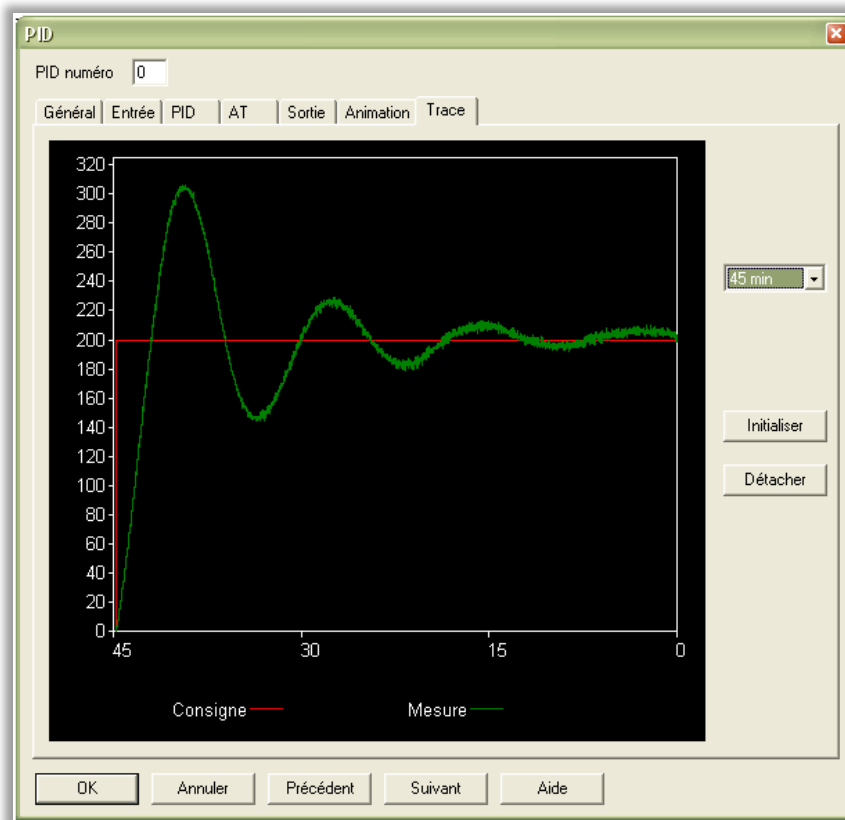 PID
PID numéro 0
Général Entrée PID AT Sortie Animation Trace
320
300
280
260
240
220
200
180
160
140
120
100
80
60
40
20
0
45 30 15 0
Consigne Mesure
45 min
Initialiser
Détacher
OK Annuler Précédent Suivant Aide